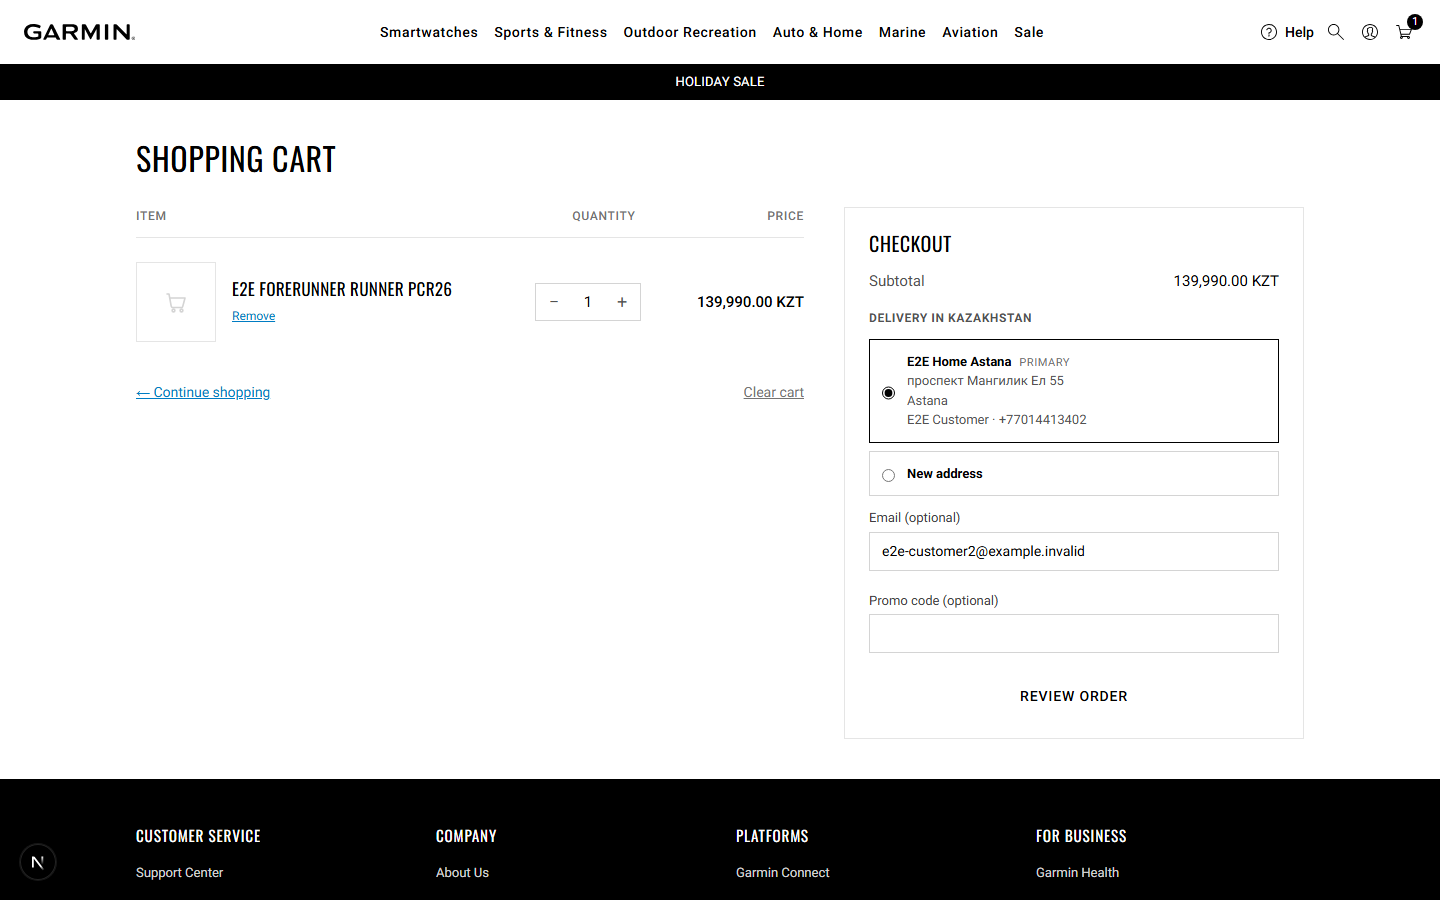 GARMIN
Smartwatches Sports & Fitness Outdoor Recreation Auto & Home Marine Aviation Sale
Help
1
HOLIDAY SALE
SHOPPING CART
ITEM QUANTITY PRICE
E2E FORERUNNER RUNNER PCR26
Remove
− 1 +
139,990.00 KZT
← Continue shopping
Clear cart
CHECKOUT
Subtotal 139,990.00 KZT
DELIVERY IN KAZAKHSTAN
E2E Home Astana PRIMARY
проспект Мангилик Ел 55
Astana
E2E Customer · +77014413402
New address
Email (optional)
e2e-customer2@example.invalid
Promo code (optional)
REVIEW ORDER
CUSTOMER SERVICE COMPANY PLATFORMS FOR BUSINESS
Support Center About Us Garmin Connect Garmin Health
N